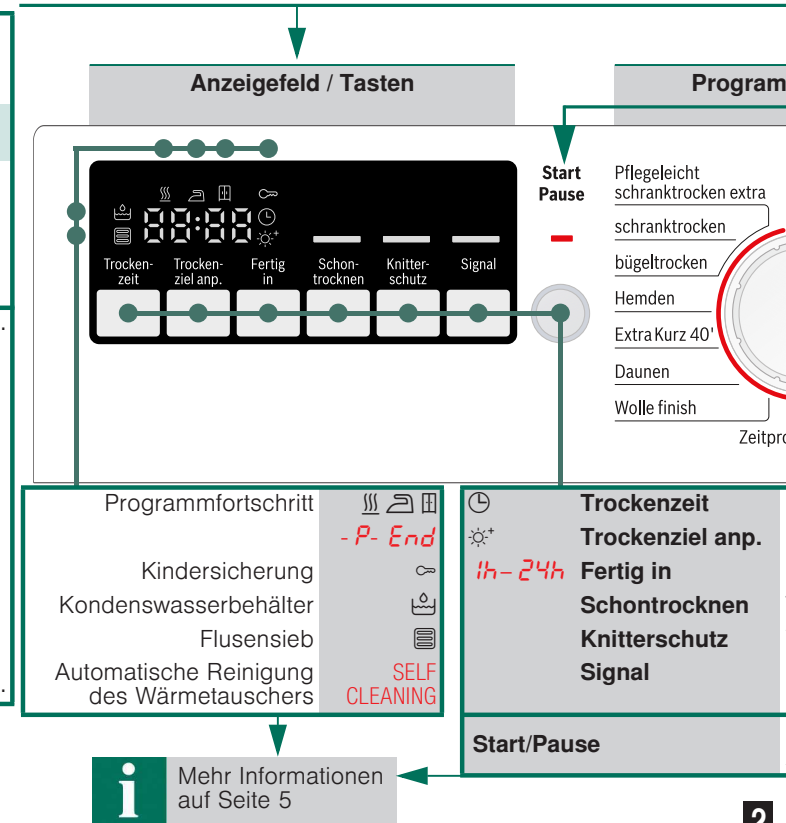 Anzeigefeld / Tasten
Start
Pause
88:88
Trocken-
zeit
Trocken-
ziel anp.
Fertig
in
Schon-
trocknen
Knitter-
schutz
Signal
Pflegeleicht
schranktrocken extra
schranktrocken
bügeltrocken
Hemden
Extra Kurz 40'
Daunen
Wolle finish
Programmfortschritt
-P- End
Kindersicherung
Kondenswasserbehälter
Flusensieb
Automatische Reinigung
des Wärmetauschers
SELF
CLEANING
Trockenzeit
Trockenziel anp.
1h–24h Fertig in
Schontrocknen
Knitterschutz
Signal
Start/Pause
i
Mehr Informationen
auf Seite 5
2